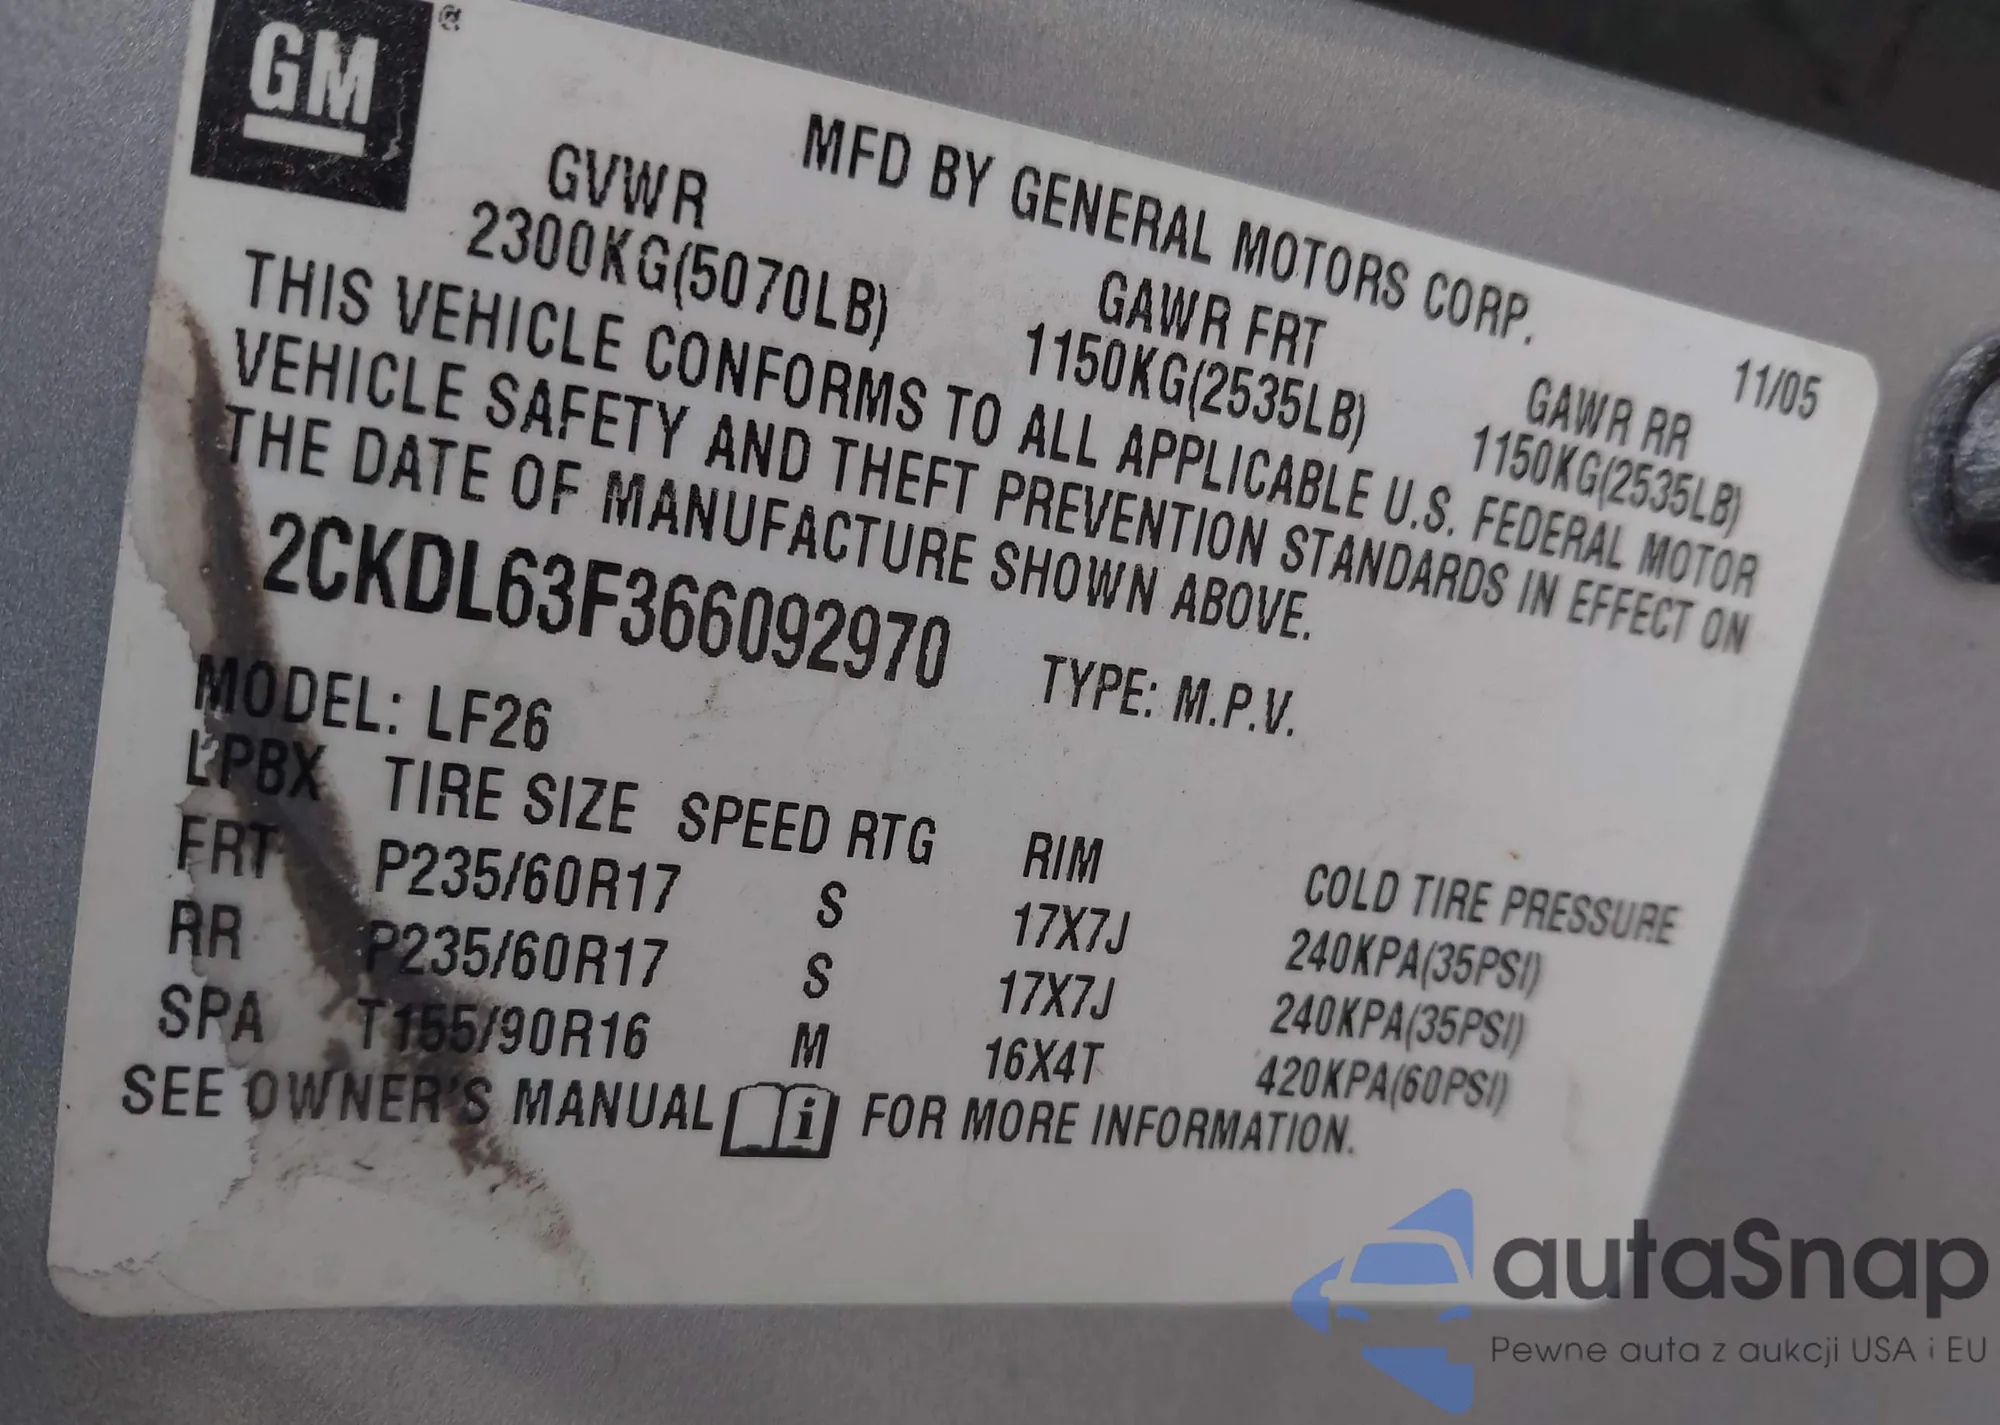 GM®
MFD BY GENERAL MOTORS CORP. 11/05
GVWR GAWR FRT GAWR RR
2300KG(5070LB) 1150KG(2535LB) 1150KG(2535LB)
THIS VEHICLE CONFORMS TO ALL APPLICABLE U.S. FEDERAL MOTOR
VEHICLE SAFETY AND THEFT PREVENTION STANDARDS IN EFFECT ON
THE DATE OF MANUFACTURE SHOWN ABOVE.
2CKDL63F366092970 TYPE: M.P.V.
MODEL: LF26
LPBX TIRE SIZE SPEED RTG RIM COLD TIRE PRESSURE
FRT P235/60R17 S 17X7J 240KPA(35PSI)
RR P235/60R17 S 17X7J 240KPA(35PSI)
SPA T155/90R16 M 16X4T 420KPA(60PSI)
SEE OWNER'S MANUAL i FOR MORE INFORMATION.
autaSnap
Pewne auta z aukcji USA i EU